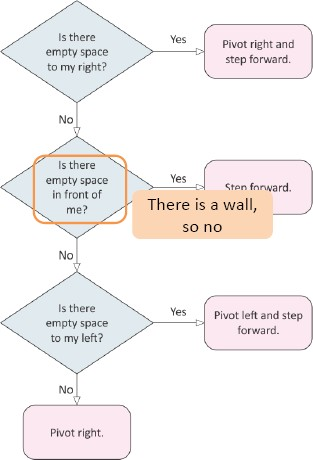 Is there
empty space
to my right?
Yes
Pivot right and
step forward.
No
Is there
empty space
in front of
me?
Yes
Step forward.
There is a wall,
so no
No
Is there
empty space
to my left?
Yes
Pivot left and step
forward.
No
Pivot right.